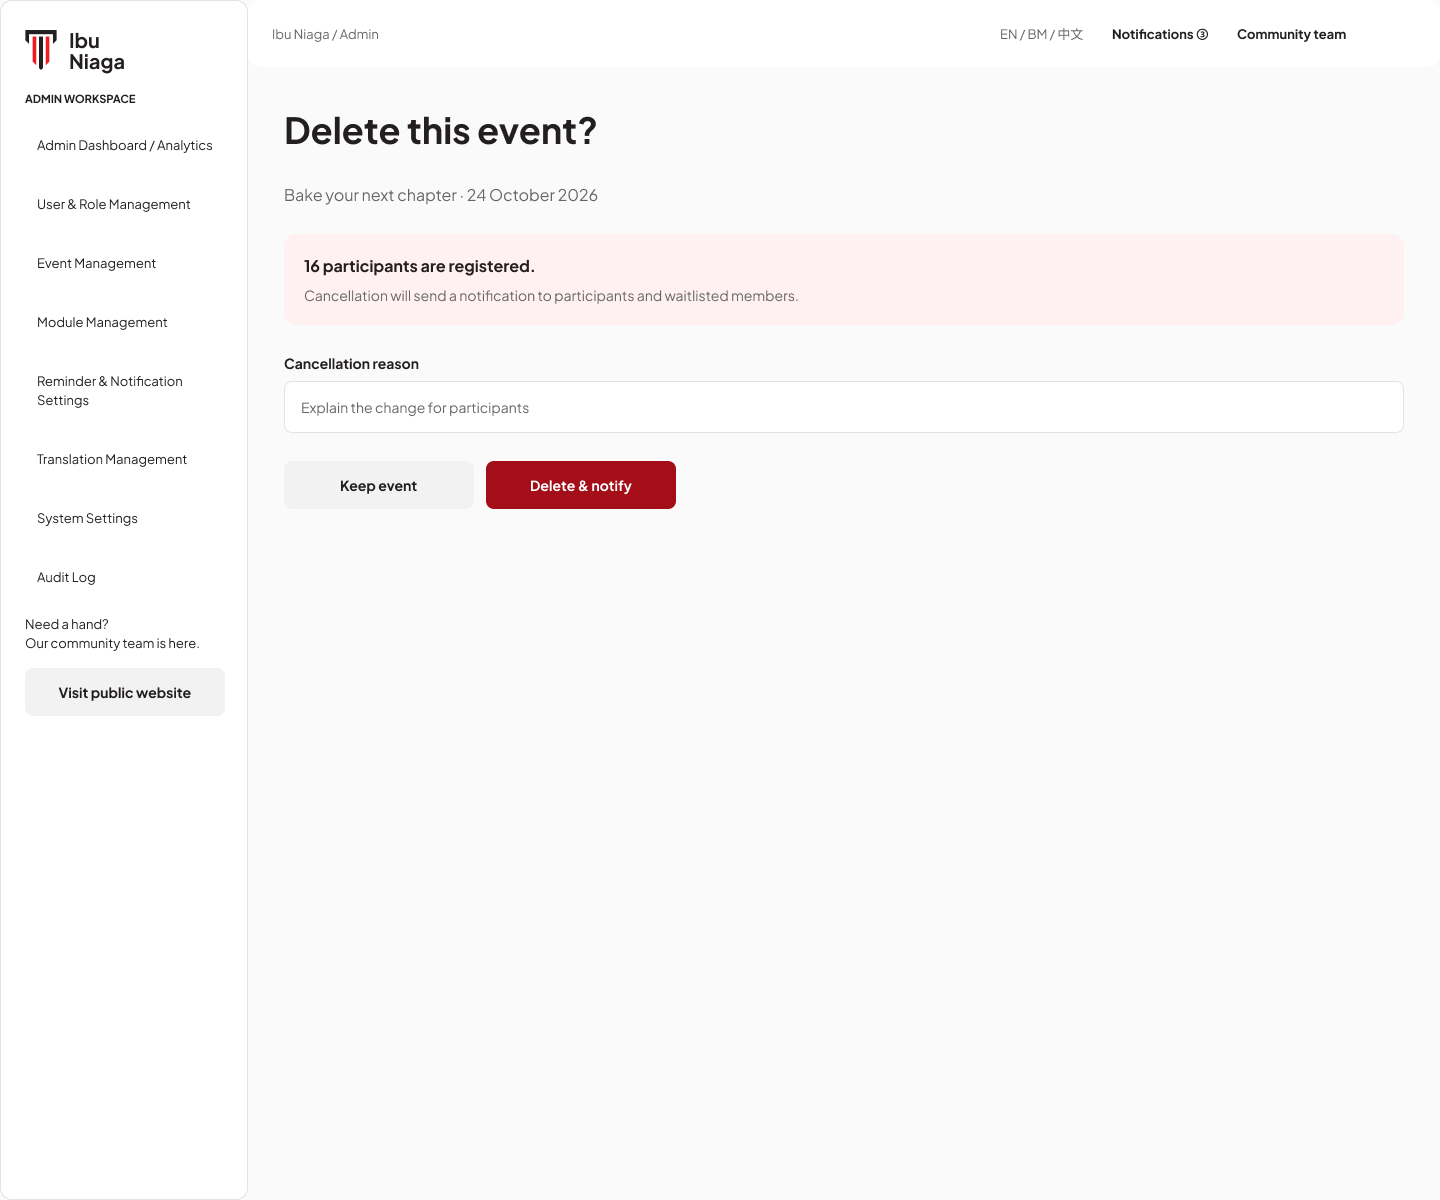 Ibu
Niaga
ADMIN WORKSPACE
Admin Dashboard / Analytics
User & Role Management
Event Management
Module Management
Reminder & Notification
Settings
Translation Management
System Settings
Audit Log
Need a hand?
Our community team is here.
Visit public website
Ibu Niaga / Admin
EN / BM / 中文
Notifications ③
Community team
Delete this event?
Bake your next chapter · 24 October 2026
16 participants are registered.
Cancellation will send a notification to participants and waitlisted members.
Cancellation reason
Explain the change for participants
Keep event
Delete & notify